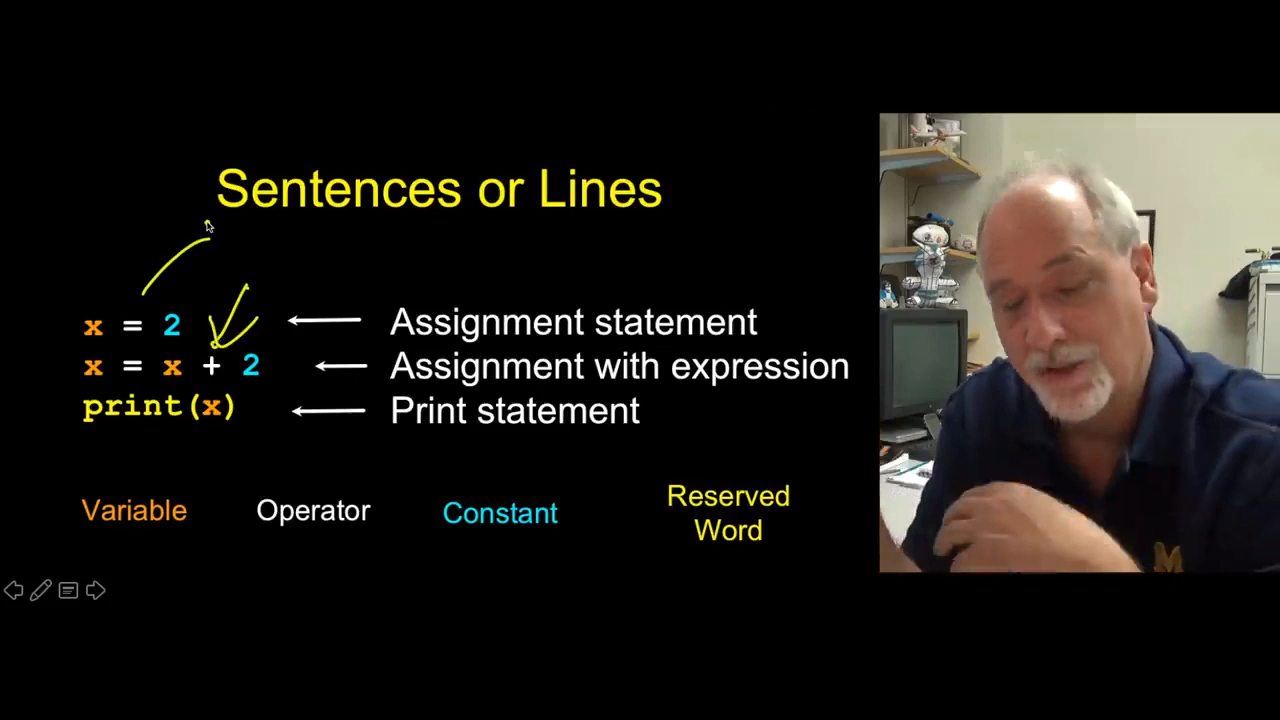 Sentences or Lines
x = 2
Assignment statement
x = x + 2
Assignment with expression
print(x)
Print statement
Variable
Operator
Constant
Reserved
Word
M